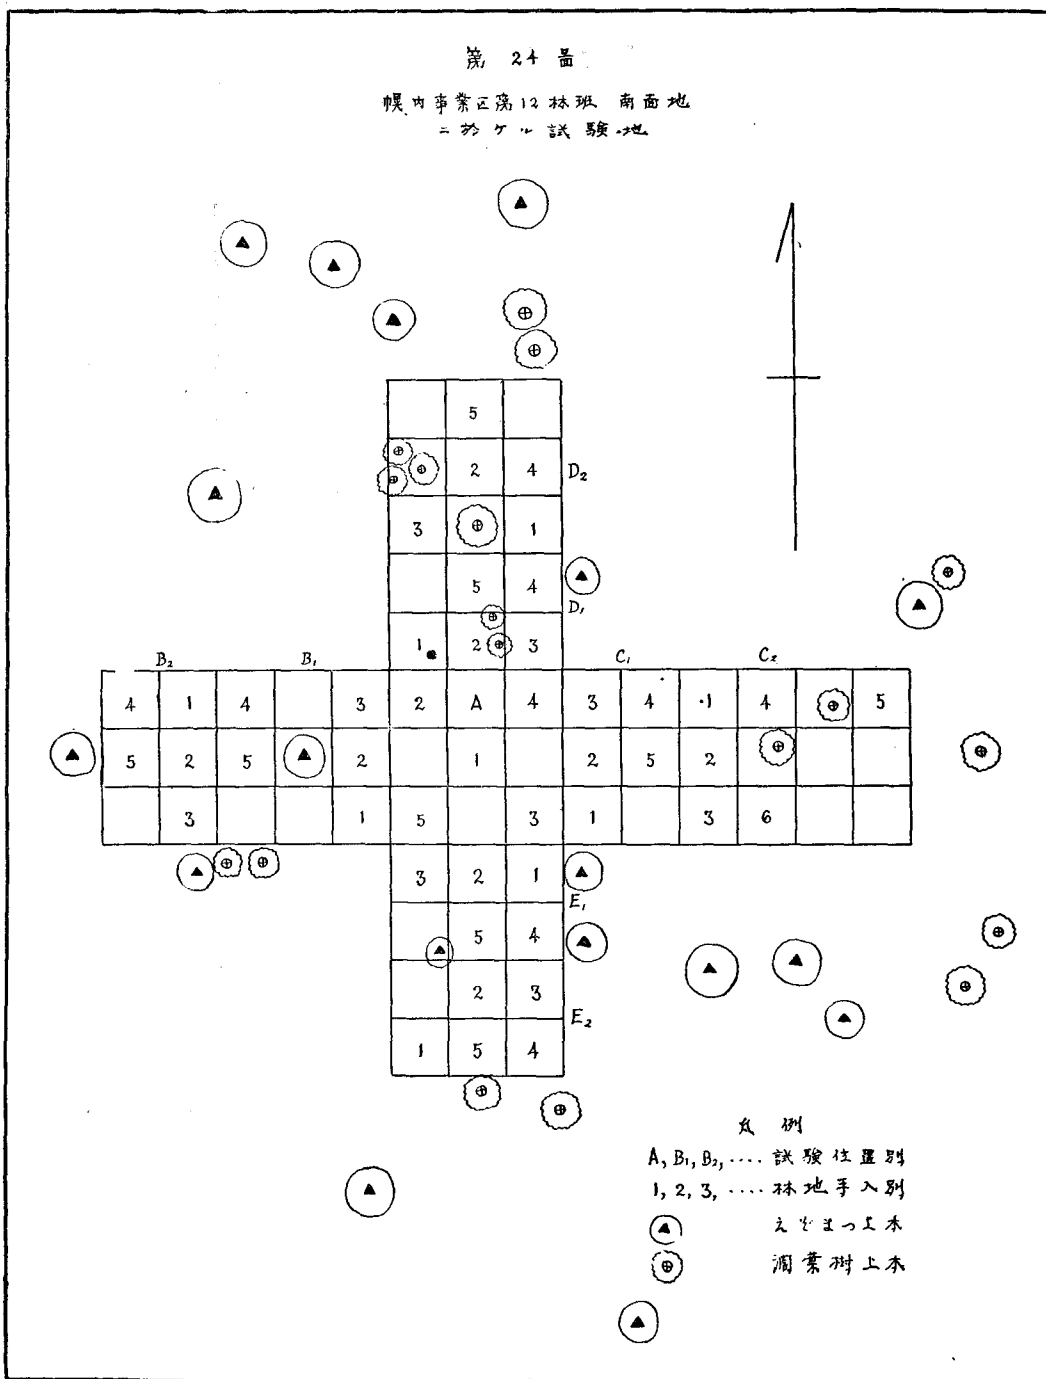 第 24 圖
幌内事業区第12林班 南面地
ニ於ケル試験地
5
2 4 D₂
3 1
5 4
D₁
1 2 3
B₂ B₁ C₁ C₂
4 1 4 3 2 A 4 3 4 1 4 5
5 2 5 2 1 2 5 2
3 1 5 3 1 3 6
3 2 1
E₁
5 4
2 3
E₂
1 5 4
凡例
A, B₁, B₂, .... 試験位置別
1, 2, 3, .... 林地手入別
えぞまつ上木
濶葉樹上木